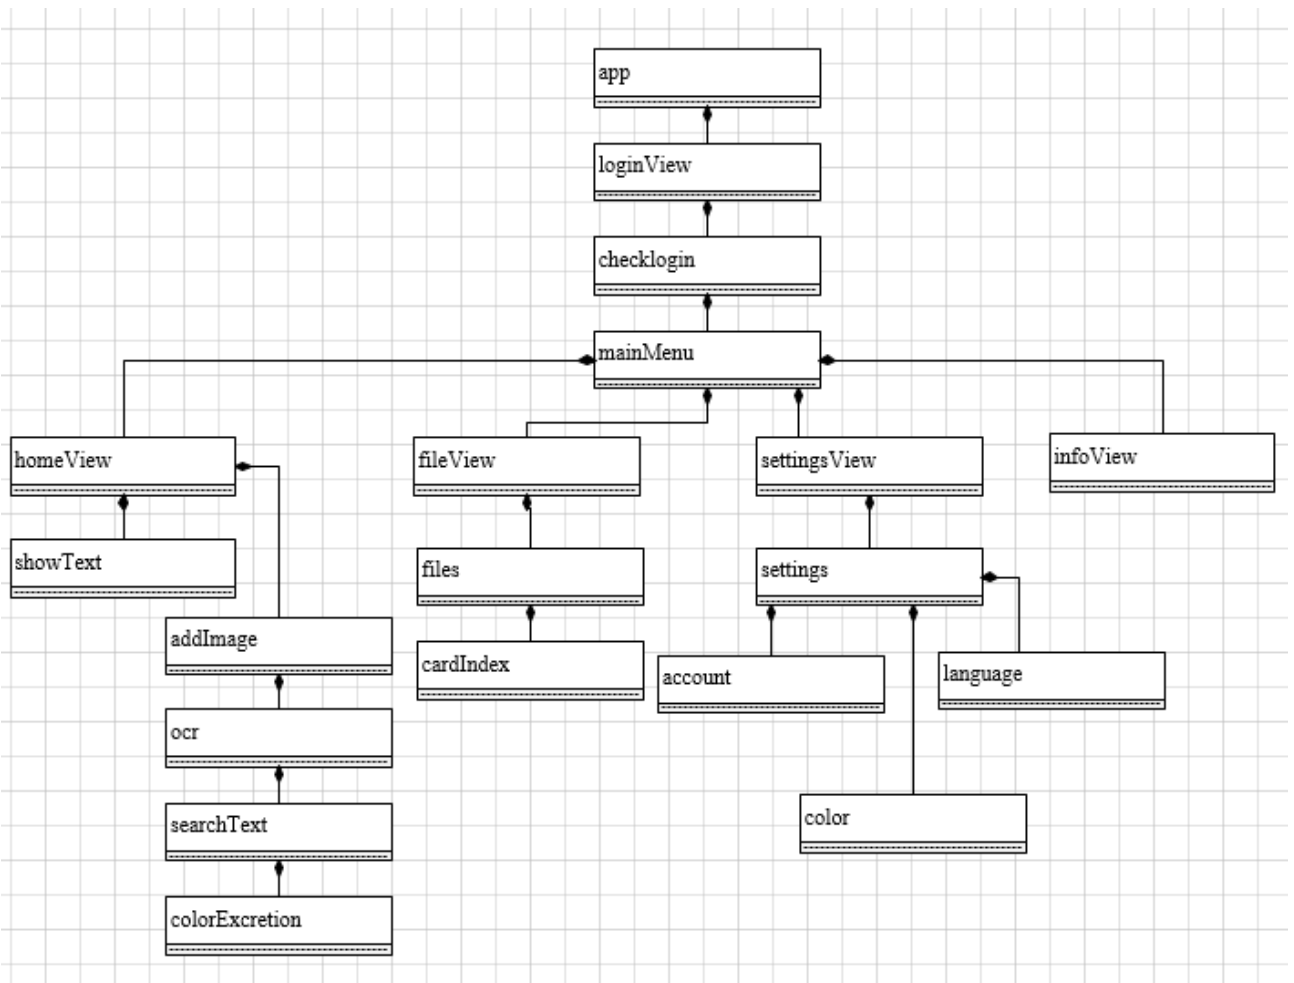 app
loginView
checklogin
mainMenu
homeView
fileView
settingsView
infoView
showText
files
settings
addImage
cardIndex
account
language
ocr
searchText
color
colorExcretion